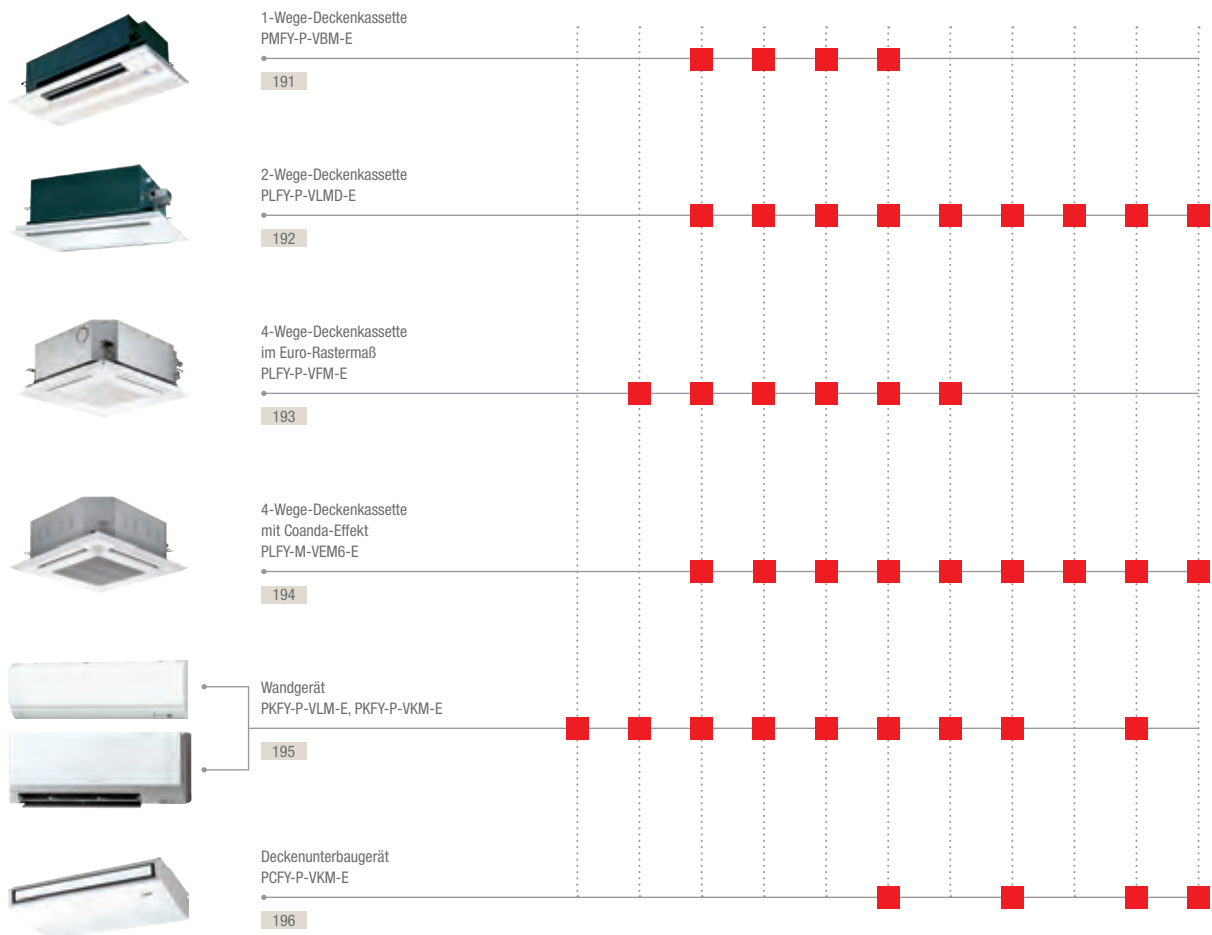 1-Wege-Deckenkassette
PMFY-P-VBM-E
191
2-Wege-Deckenkassette
PLFY-P-VLMD-E
192
4-Wege-Deckenkassette
im Euro-Rastermaß
PLFY-P-VFM-E
193
4-Wege-Deckenkassette
mit Coanda-Effekt
PLFY-M-VEM6-E
194
Wandgerät
PKFY-P-VLM-E, PKFY-P-VKM-E
195
Deckenunterbaugerät
PCFY-P-VKM-E
196